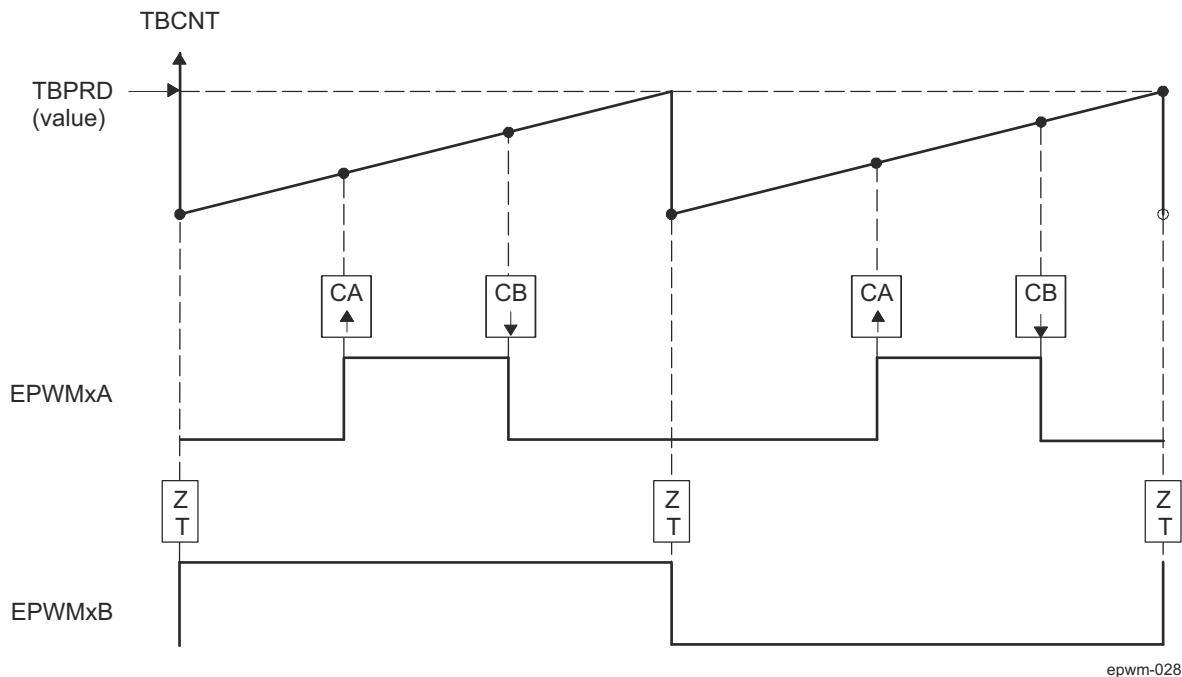 TBCNT
TBPRD
(value)
CA
CB
CA
CB
EPWMxA
Z
T
Z
T
Z
T
EPWMxB
epwm-028